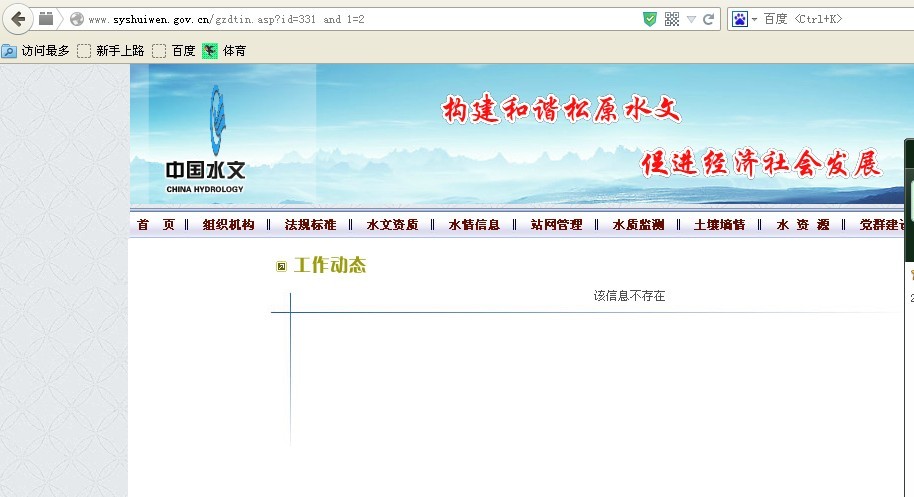 www.syshuiwen.gov.cn/gzdtin.asp?id=331 and 1=2
百度 <Ctrl+K>
访问最多 新手上路 百度 体育
构建和谐松原水文
促进经济社会发展
中国水文
CHINA HYDROLOGY
首 页 ‖ 组织机构 ‖ 法规标准 ‖ 水文资质 ‖ 水情信息 ‖ 站网管理 ‖ 水质监测 ‖ 土壤墒情 ‖ 水 资 源 ‖ 党群建设
工作动态
该信息不存在